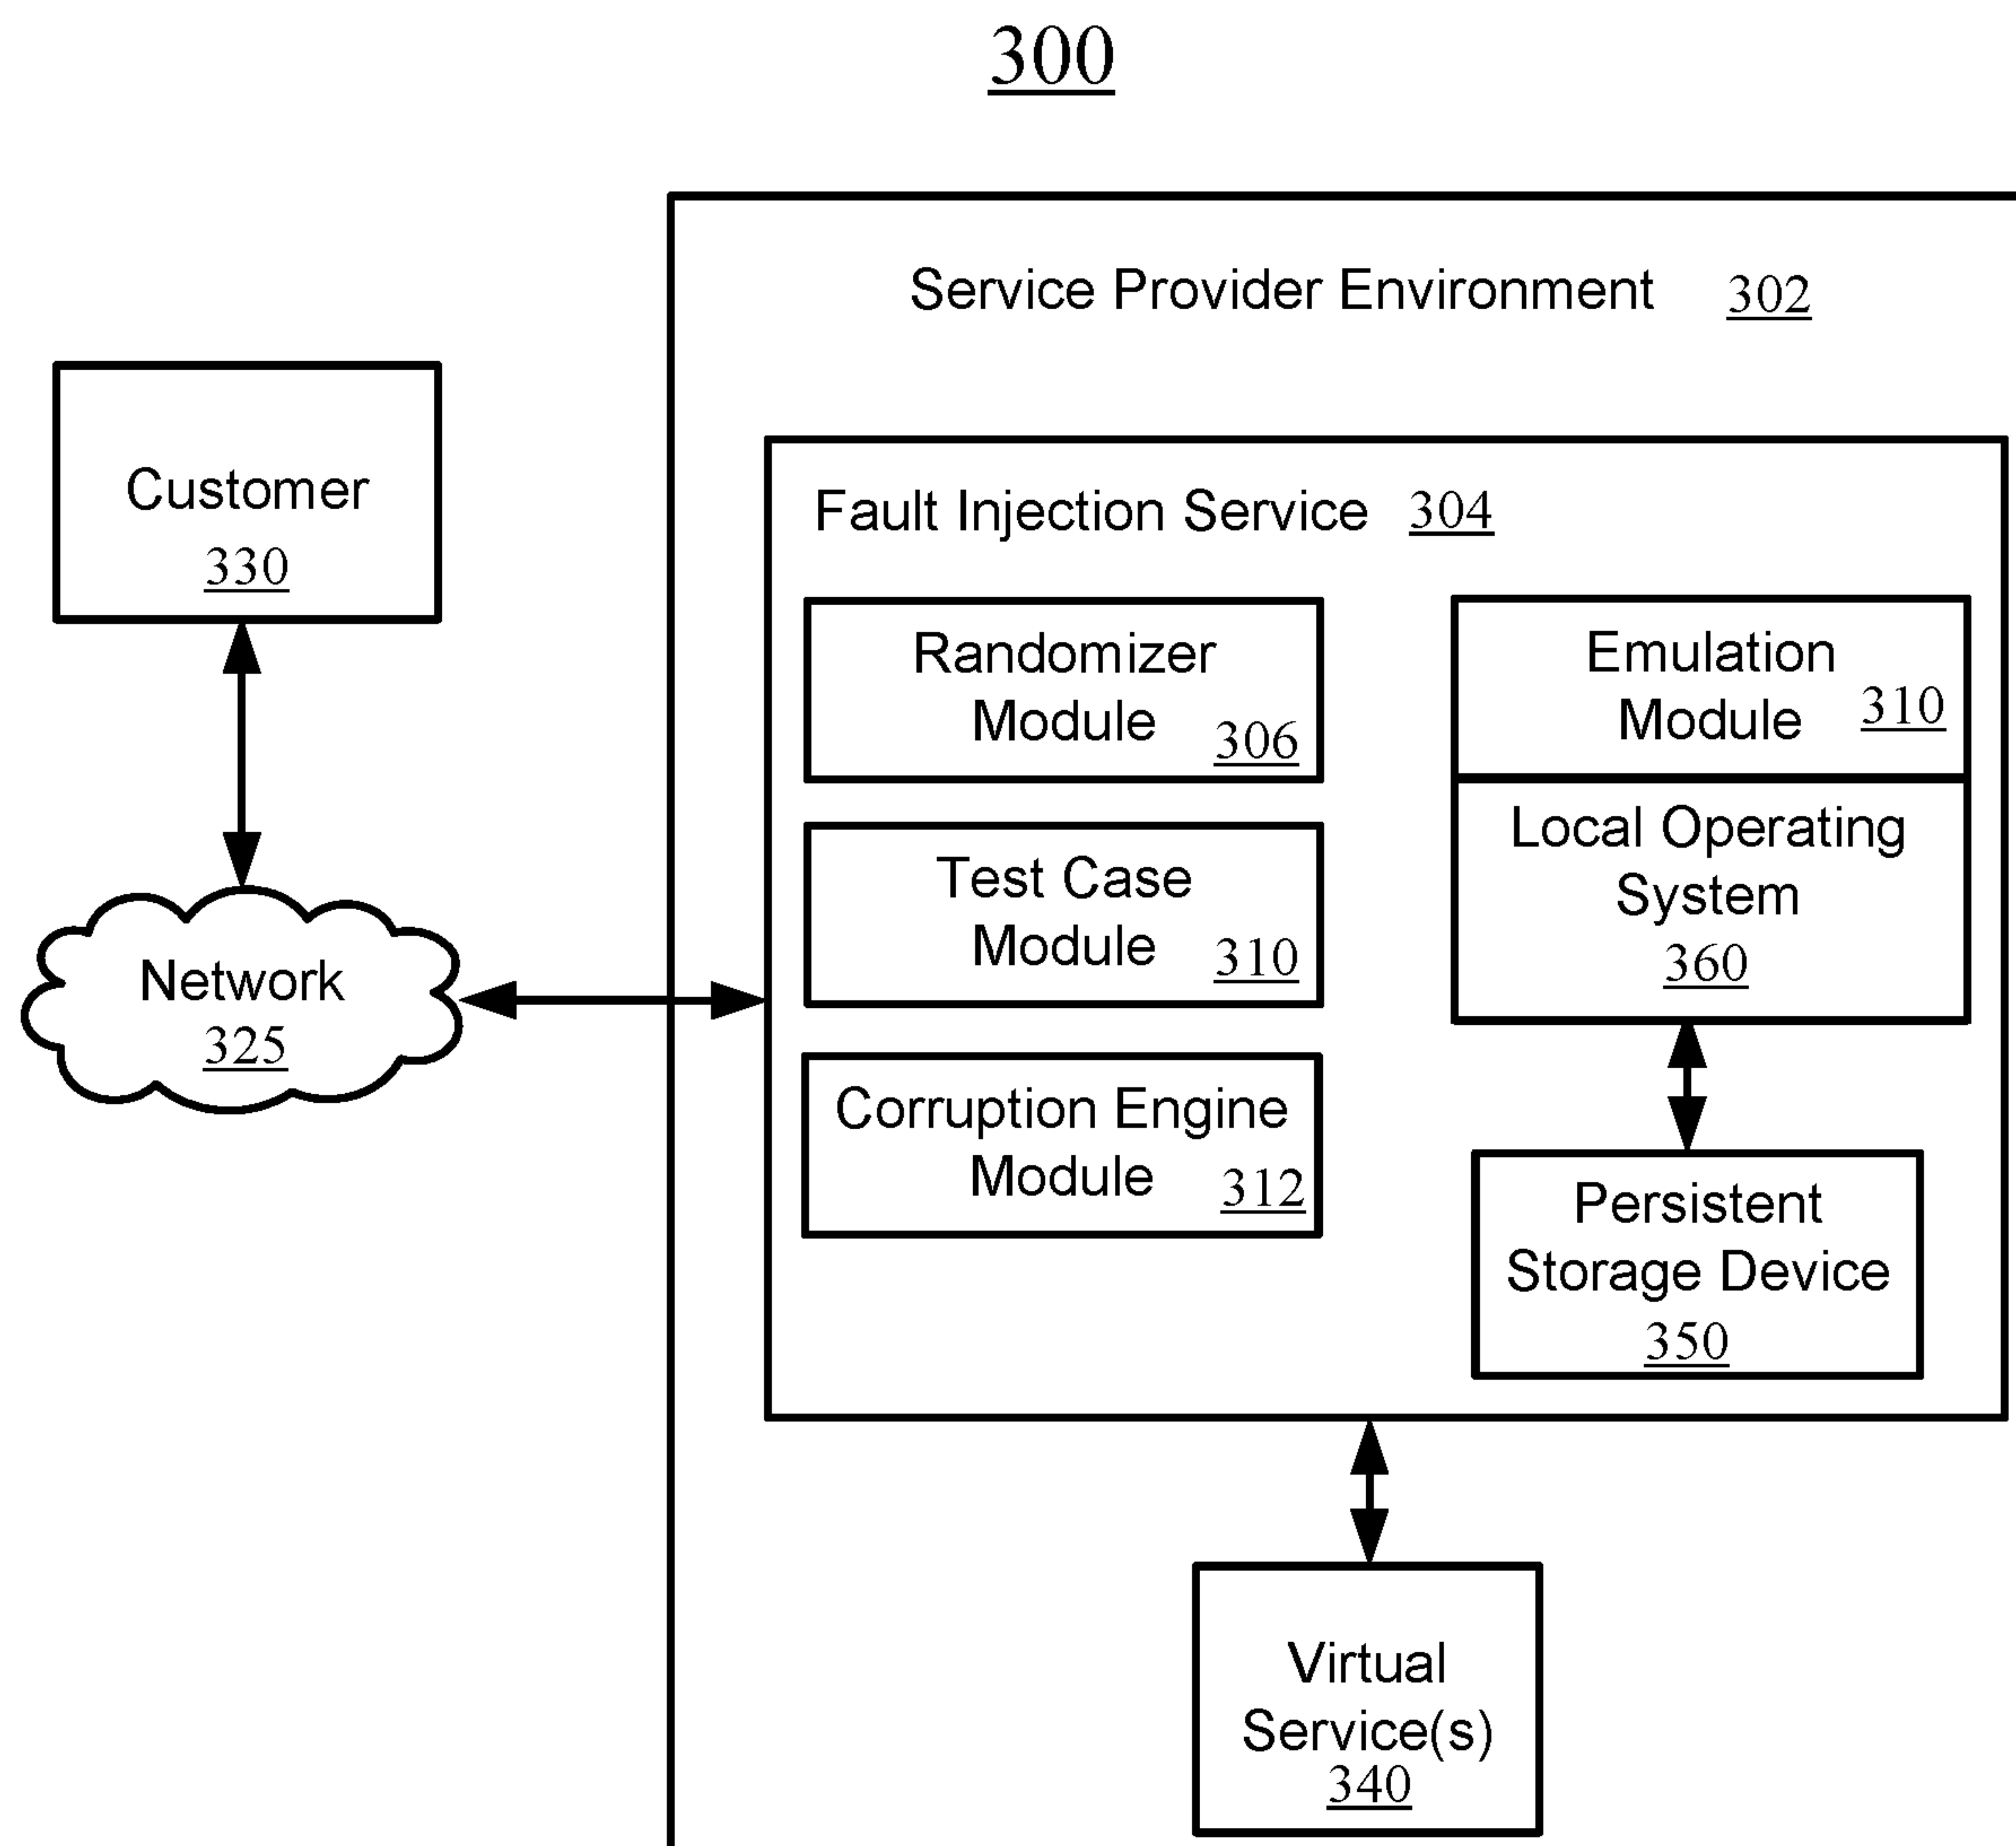 300
Service Provider Environment 302
Customer
330
Fault Injection Service 304
Randomizer
Module 306
Emulation
Module 310
Local Operating
System
360
Test Case
Module 310
Network
325
Corruption Engine
Module 312
Persistent
Storage Device
350
Virtual
Service(s)
340